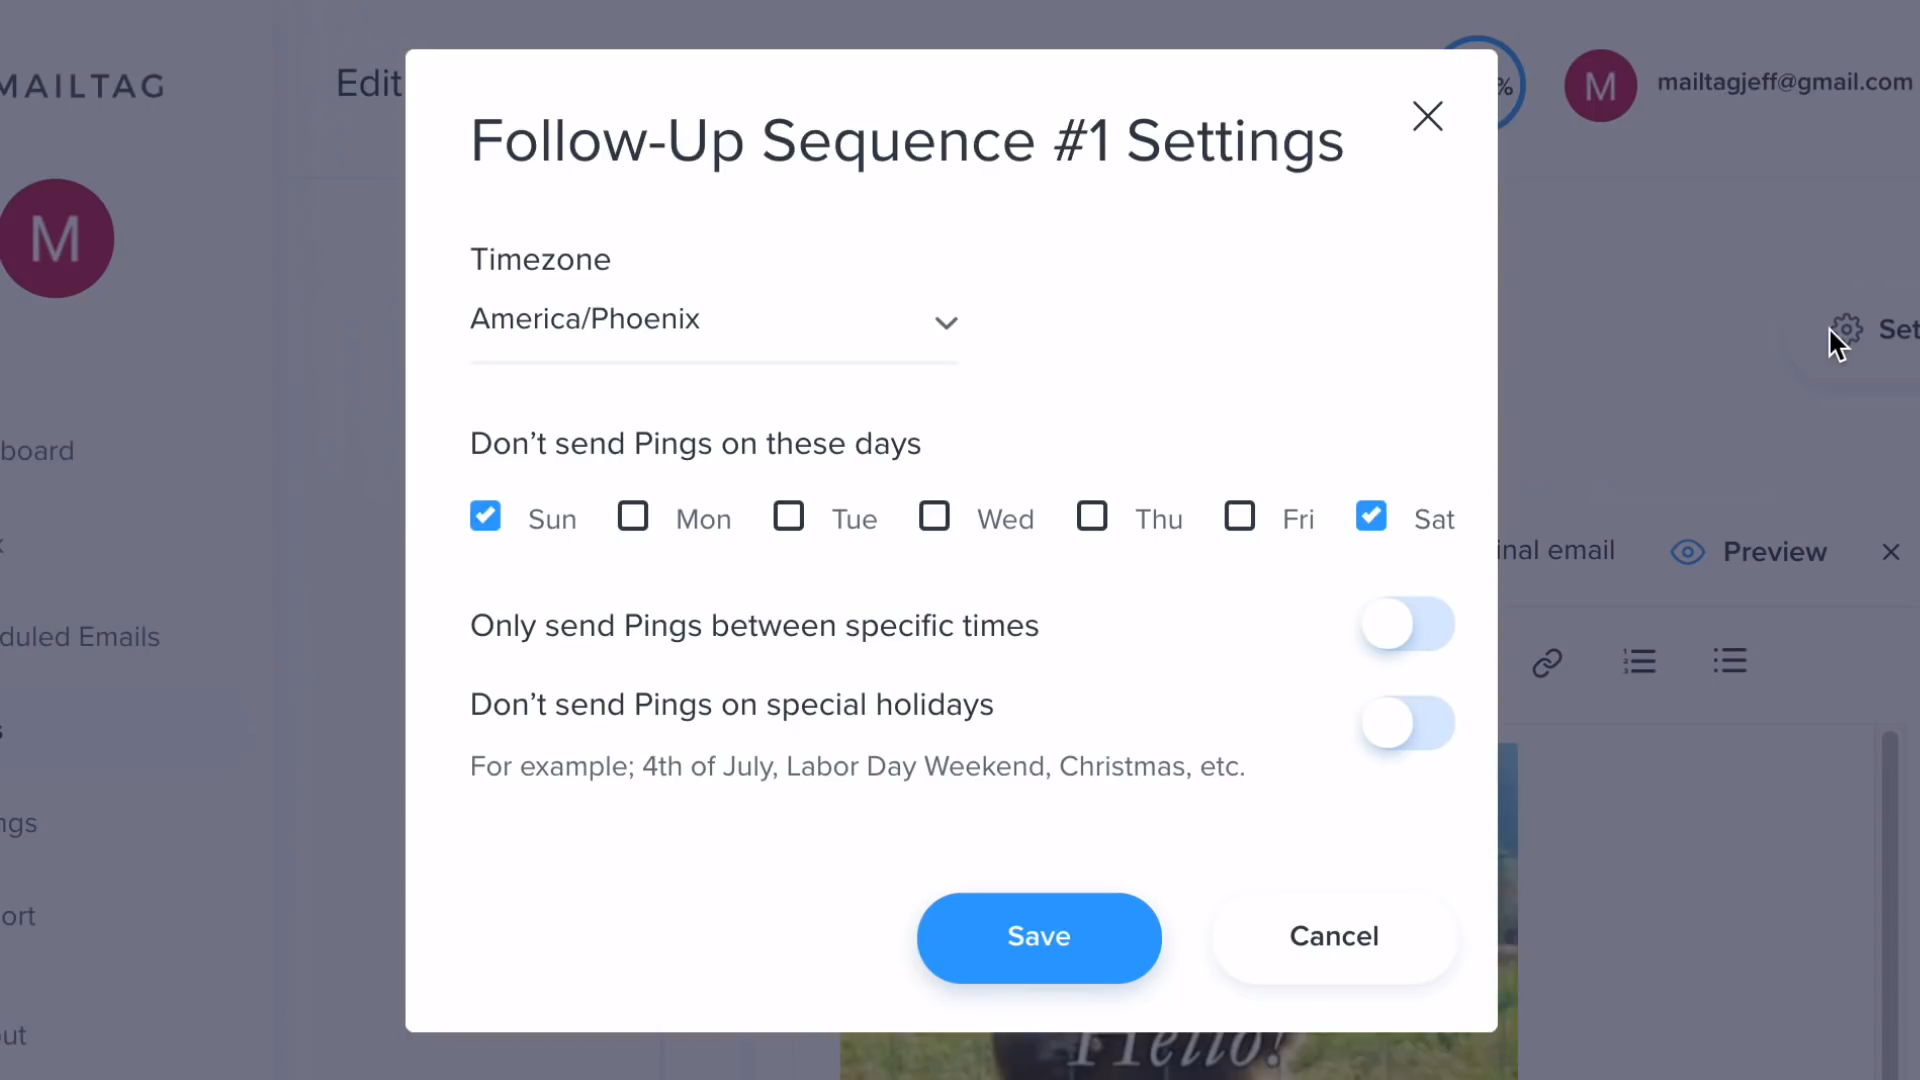 MAILTAG
Edit
%
M
mailtagjeff@gmail.com
M
Follow-Up Sequence #1 Settings
Timezone
America/Phoenix
Set
Don't send Pings on these days
board
Sun Mon Tue Wed Thu Fri Sat
inal email
Preview
Only send Pings between specific times
duled Emails
Don't send Pings on special holidays
For example; 4th of July, Labor Day Weekend, Christmas, etc.
ngs
ort
Save
Cancel
out
Hello!